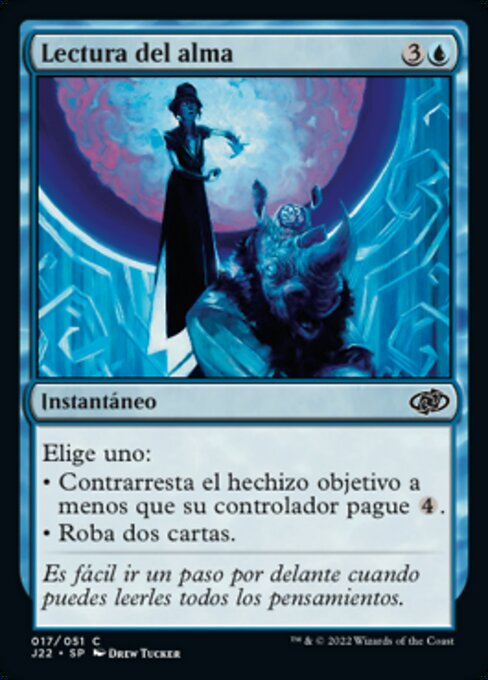 Lectura del alma 3
Instantáneo
Elige uno:
• Contrarresta el hechizo objetivo a
menos que su controlador pague 4.
• Roba dos cartas.
Es fácil ir un paso por delante cuando
puedes leerles todos los pensamientos.
017/051 C
J22 • SP Drew Tucker
™ & © 2022 Wizards of the Coast